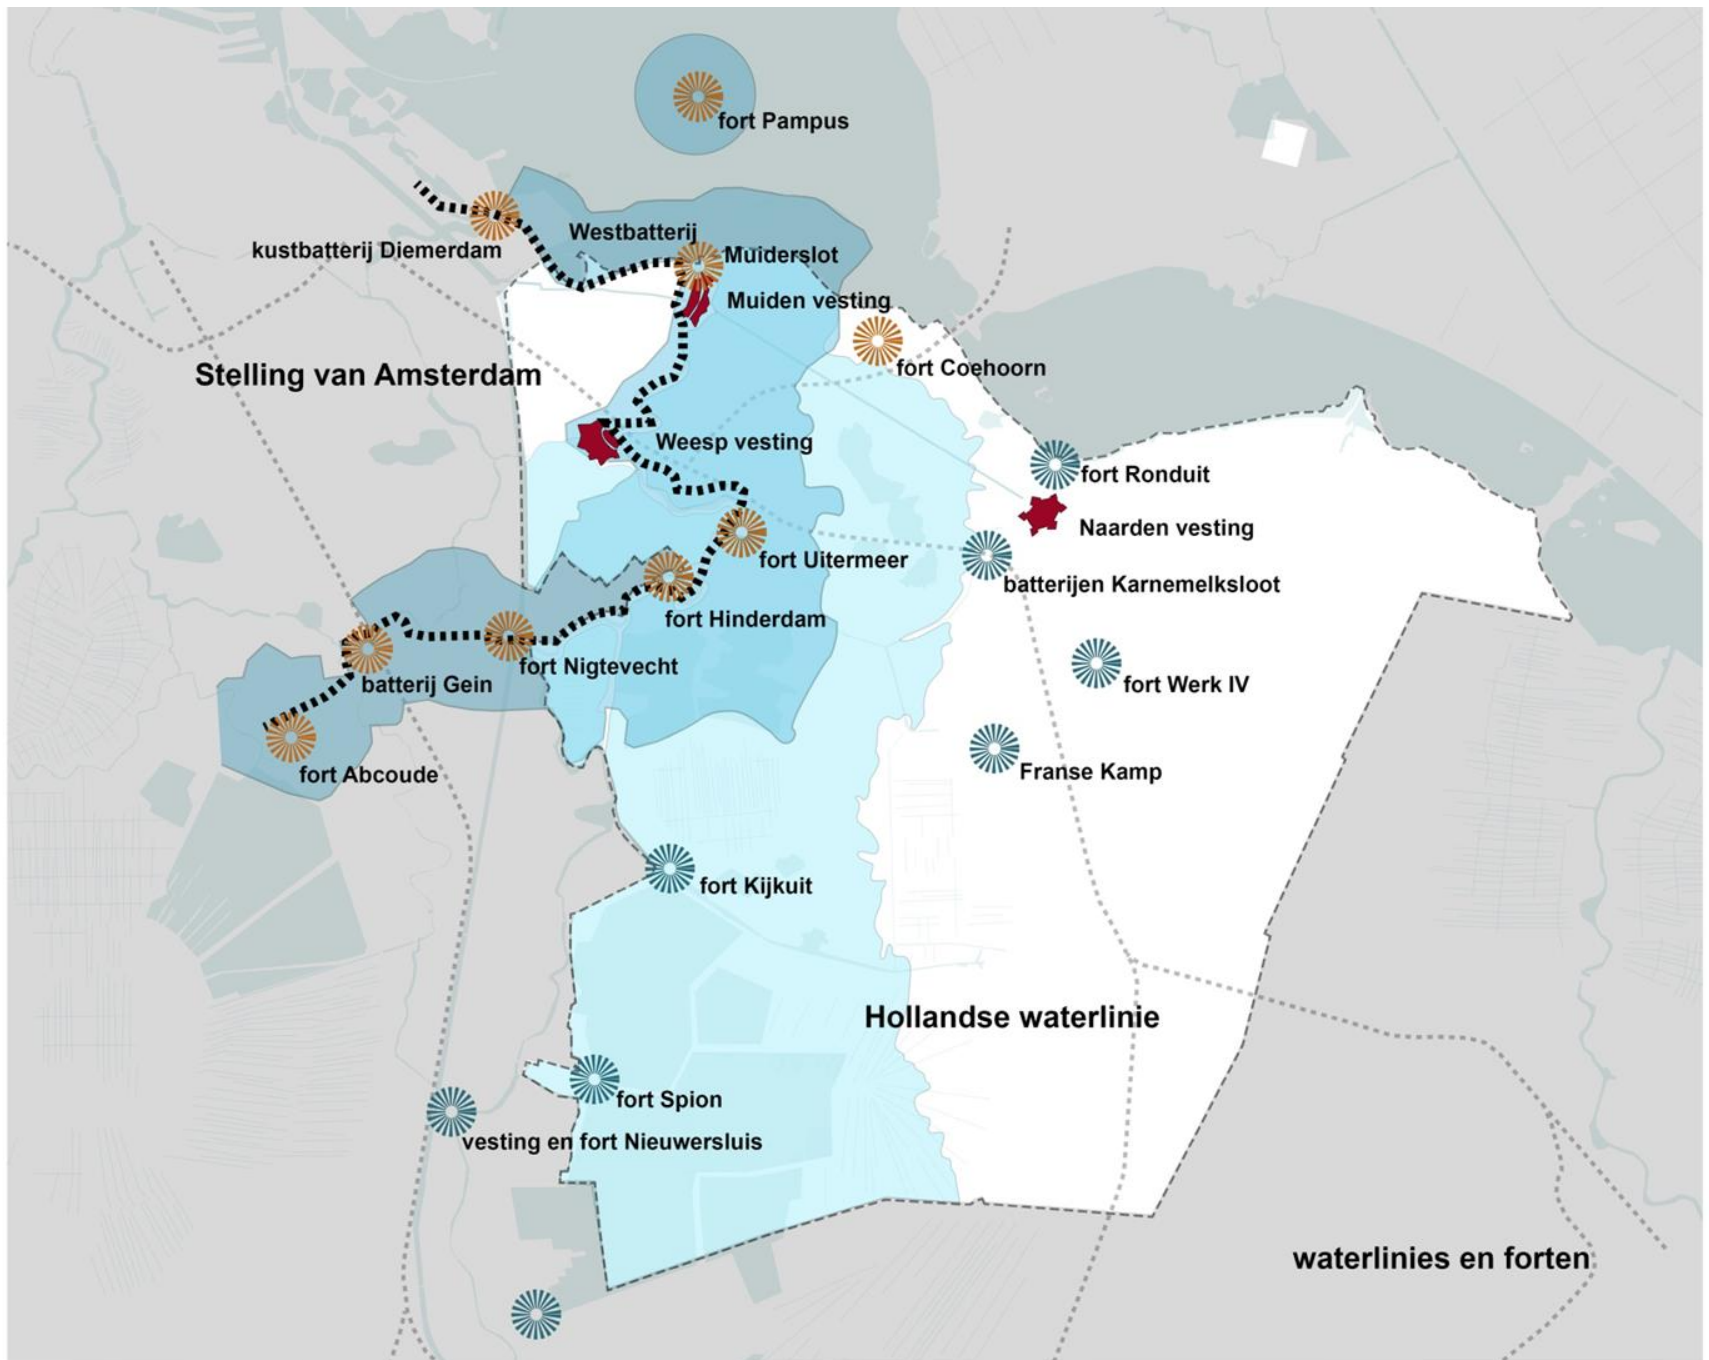 fort Pampus
Westbatterij
kustbatterij Diemerdam
Muiderslot
Muiden vesting
Stelling van Amsterdam
fort Coehoorn
Weesp vesting
fort Ronduit
Naarden vesting
fort Uitermeer
batterijen Karnemelksloot
fort Hinderdam
fort Nigtevecht
batterij Gein
fort Werk IV
fort Abcoude
Franse Kamp
fort Kijkuit
Hollandse waterlinie
fort Spion
vesting en fort Nieuwersluis
waterlinies en forten